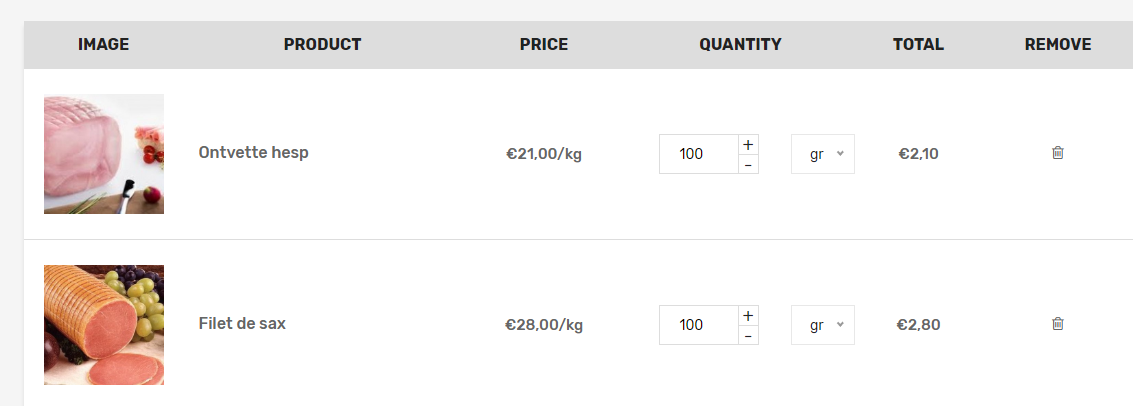 IMAGE PRODUCT PRICE QUANTITY TOTAL REMOVE
Ontvette hesp €21,00/kg 100 + - gr €2,10
Filet de sax €28,00/kg 100 + - gr €2,80